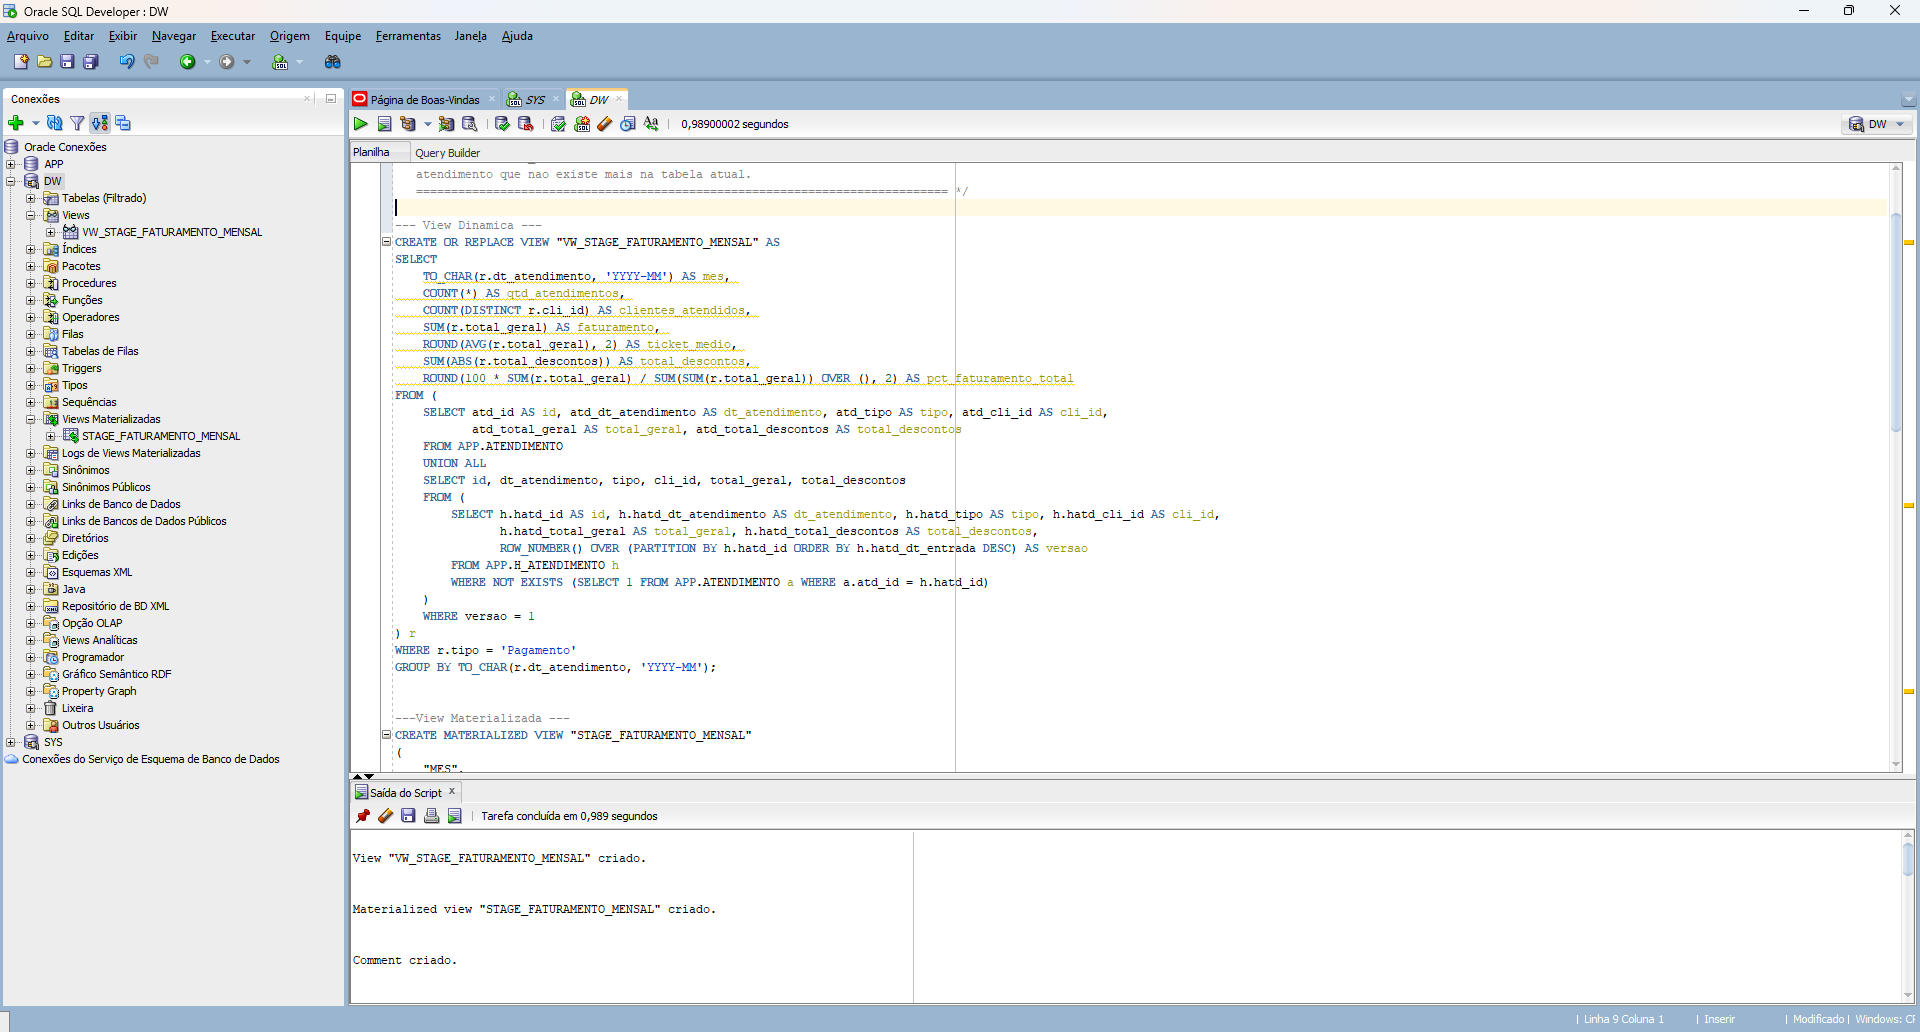 Oracle SQL Developer : DW
Arquivo Editar Exibir Navegar Executar Origem Equipe Ferramentas Janela Ajuda
Conexões
Oracle Conexões
APP
DW
Tabelas (Filtrado)
Views
VW_STAGE_FATURAMENTO_MENSAL
Índices
Pacotes
Procedures
Funções
Operadores
Filas
Tabelas de Filas
Triggers
Tipos
Sequências
Views Materializadas
STAGE_FATURAMENTO_MENSAL
Logs de Views Materializadas
Sinônimos
Sinônimos Públicos
Links de Banco de Dados
Links de Bancos de Dados Públicos
Diretórios
Edições
Esquemas XML
Java
Repositório de BD XML
Opção OLAP
Views Analíticas
Programador
Gráfico Semântico RDF
Property Graph
Lixeira
Outros Usuários
SYS
Conexões do Serviço de Esquema de Banco de Dados
Página de Boas-Vindas SYS DW
0,98900002 segundos
DW
Planilha Query Builder
atendimento que nao existe mais na tabela atual.
============================================================================ */
--- View Dinamica ---
CREATE OR REPLACE VIEW "VW_STAGE_FATURAMENTO_MENSAL" AS
SELECT
TO_CHAR(r.dt_atendimento, 'YYYY-MM') AS mes,
COUNT(*) AS qtd_atendimentos,
COUNT(DISTINCT r.cli_id) AS clientes_atendidos,
SUM(r.total_geral) AS faturamento,
ROUND(AVG(r.total_geral), 2) AS ticket_medio,
SUM(ABS(r.total_descontos)) AS total_descontos,
ROUND(100 * SUM(r.total_geral) / SUM(SUM(r.total_geral)) OVER (), 2) AS pct_faturamento_total
FROM (
SELECT atd_id AS id, atd_dt_atendimento AS dt_atendimento, atd_tipo AS tipo, atd_cli_id AS cli_id,
atd_total_geral AS total_geral, atd_total_descontos AS total_descontos
FROM APP.ATENDIMENTO
UNION ALL
SELECT id, dt_atendimento, tipo, cli_id, total_geral, total_descontos
FROM (
SELECT h.hatd_id AS id, h.hatd_dt_atendimento AS dt_atendimento, h.hatd_tipo AS tipo, h.hatd_cli_id AS cli_id,
h.hatd_total_geral AS total_geral, h.hatd_total_descontos AS total_descontos,
ROW_NUMBER() OVER (PARTITION BY h.hatd_id ORDER BY h.hatd_dt_entrada DESC) AS versao
FROM APP.H_ATENDIMENTO h
WHERE NOT EXISTS (SELECT 1 FROM APP.ATENDIMENTO a WHERE a.atd_id = h.hatd_id)
)
WHERE versao = 1
) r
WHERE r.tipo = 'Pagamento'
GROUP BY TO_CHAR(r.dt_atendimento, 'YYYY-MM');
---View Materializada ---
CREATE MATERIALIZED VIEW "STAGE_FATURAMENTO_MENSAL"
(
"MES",
Saída do Script
Tarefa concluída em 0,989 segundos
View "VW_STAGE_FATURAMENTO_MENSAL" criado.
Materialized view "STAGE_FATURAMENTO_MENSAL" criado.
Comment criado.
Linha 9 Coluna 1 | Inserir | Modificado | Windows: